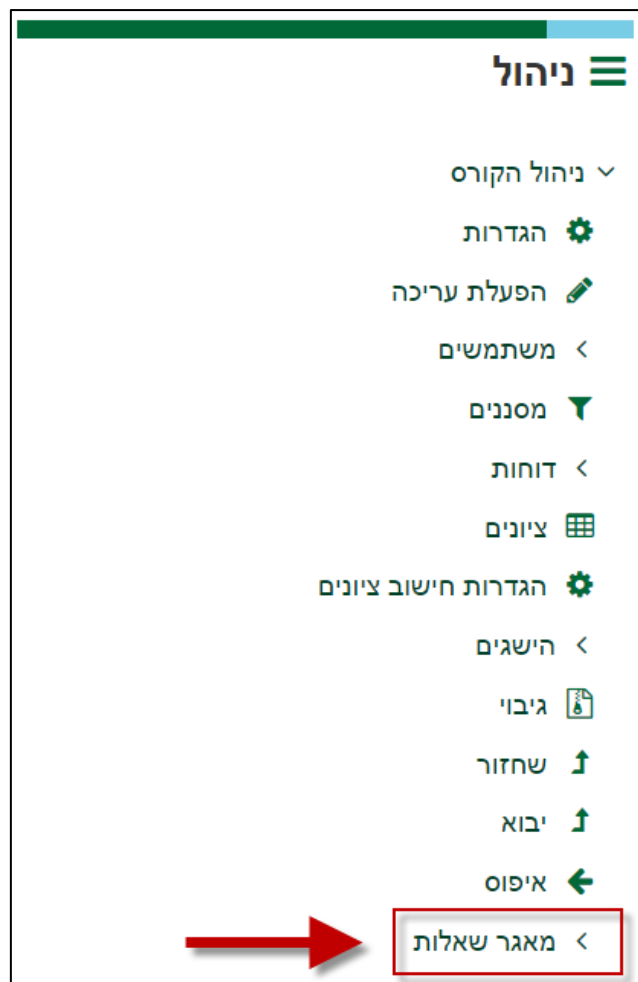 ניהול
ניהול הקורס
הגדרות
הפעלת עריכה
משתמשים
מסננים
דוחות
ציונים
הגדרות חישוב ציונים
הישגים
גיבוי
שחזור
יבוא
איפוס
מאגר שאלות